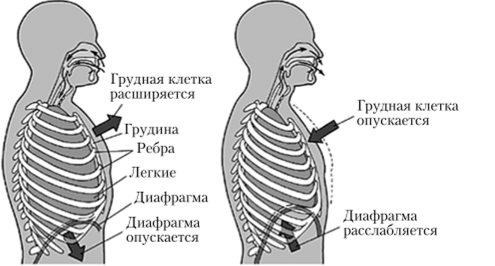 Грудная клетка
расширяется
Грудина
Ребра
Легкие
Диафрагма
Диафрагма
опускается
Грудная клетка
опускается
Диафрагма
расслабляется